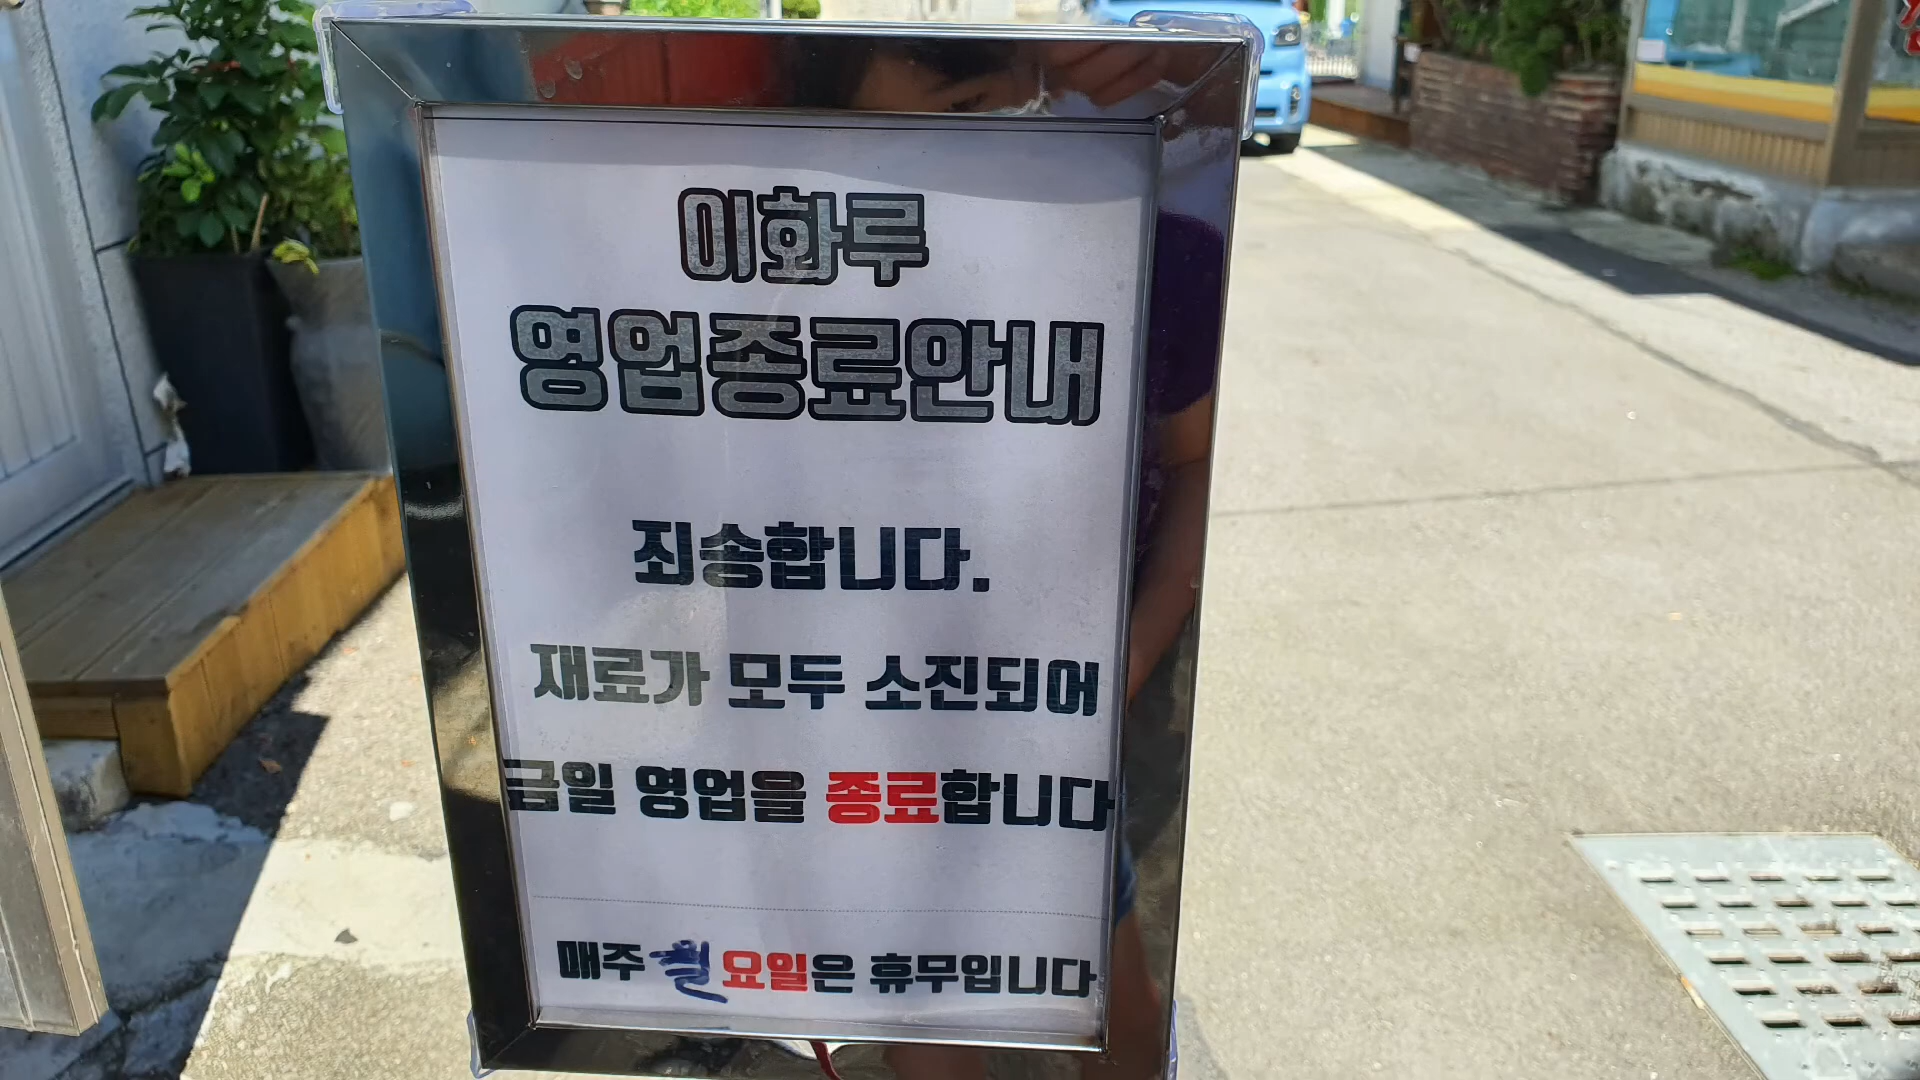 이화루
영업종료안내
죄송합니다.
재료가 모두 소진되어
금일 영업을 종료합니다
매주 월요일은 휴무입니다